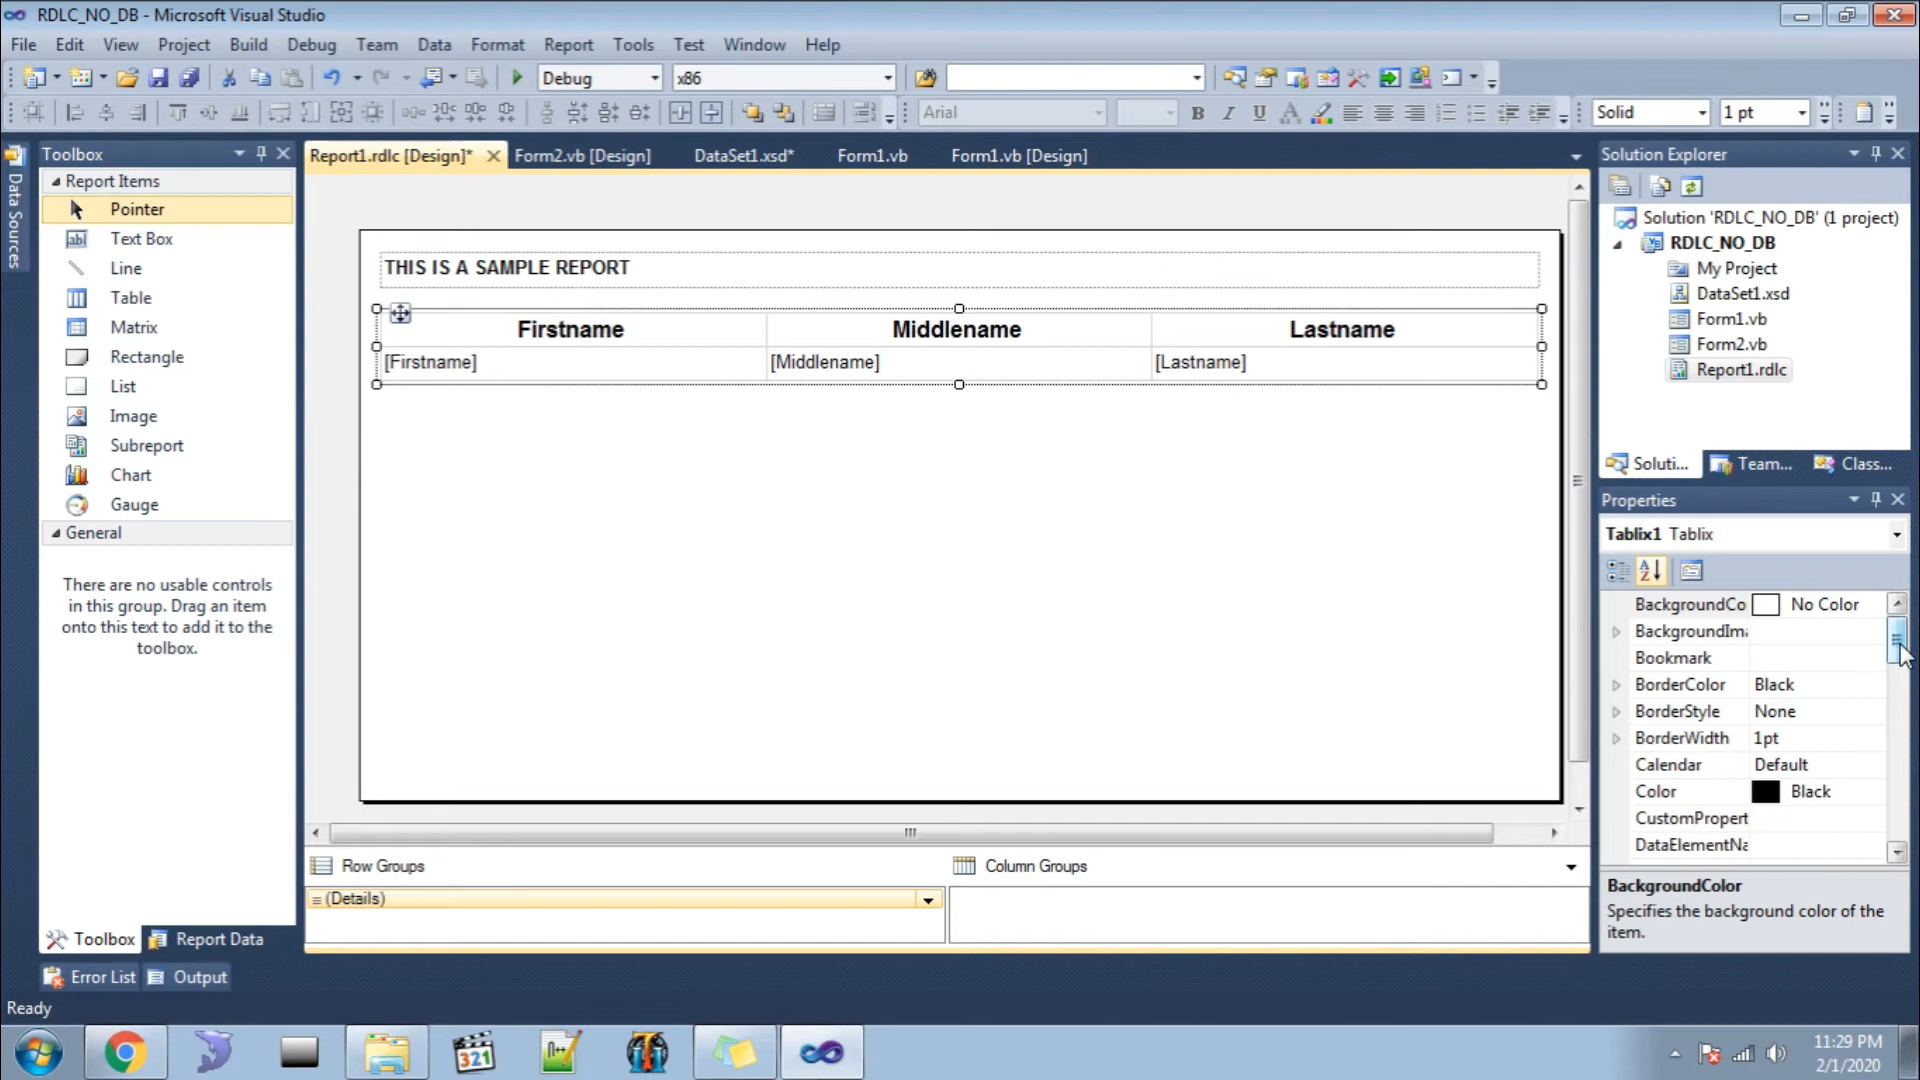 RDLC_NO_DB - Microsoft Visual Studio
File Edit View Project Build Debug Team Data Format Report Tools Test Window Help
Debug x86
Arial B I U A Solid 1 pt
Data Sources
Toolbox
Report Items
Pointer
ab Text Box
Line
Table
Matrix
Rectangle
List
Image
Subreport
Chart
Gauge
General
There are no usable controls
in this group. Drag an item
onto this text to add it to the
toolbox.
Toolbox Report Data
Report1.rdlc [Design]* Form2.vb [Design] DataSet1.xsd* Form1.vb Form1.vb [Design]
THIS IS A SAMPLE REPORT
Firstname Middlename Lastname
[Firstname] [Middlename] [Lastname]
Row Groups Column Groups
(Details)
Solution Explorer
Solution 'RDLC_NO_DB' (1 project)
VB RDLC_NO_DB
My Project
DataSet1.xsd
Form1.vb
Form2.vb
Report1.rdlc
Soluti... Team... Class...
Properties
Tablix1 Tablix
A Z
BackgroundCo No Color
BackgroundIma
Bookmark
BorderColor Black
BorderStyle None
BorderWidth 1pt
Calendar Default
Color Black
CustomPropert
DataElementNa
BackgroundColor
Specifies the background color of the
item.
Error List Output
Ready
321 n++
11:29 PM
2/1/2020